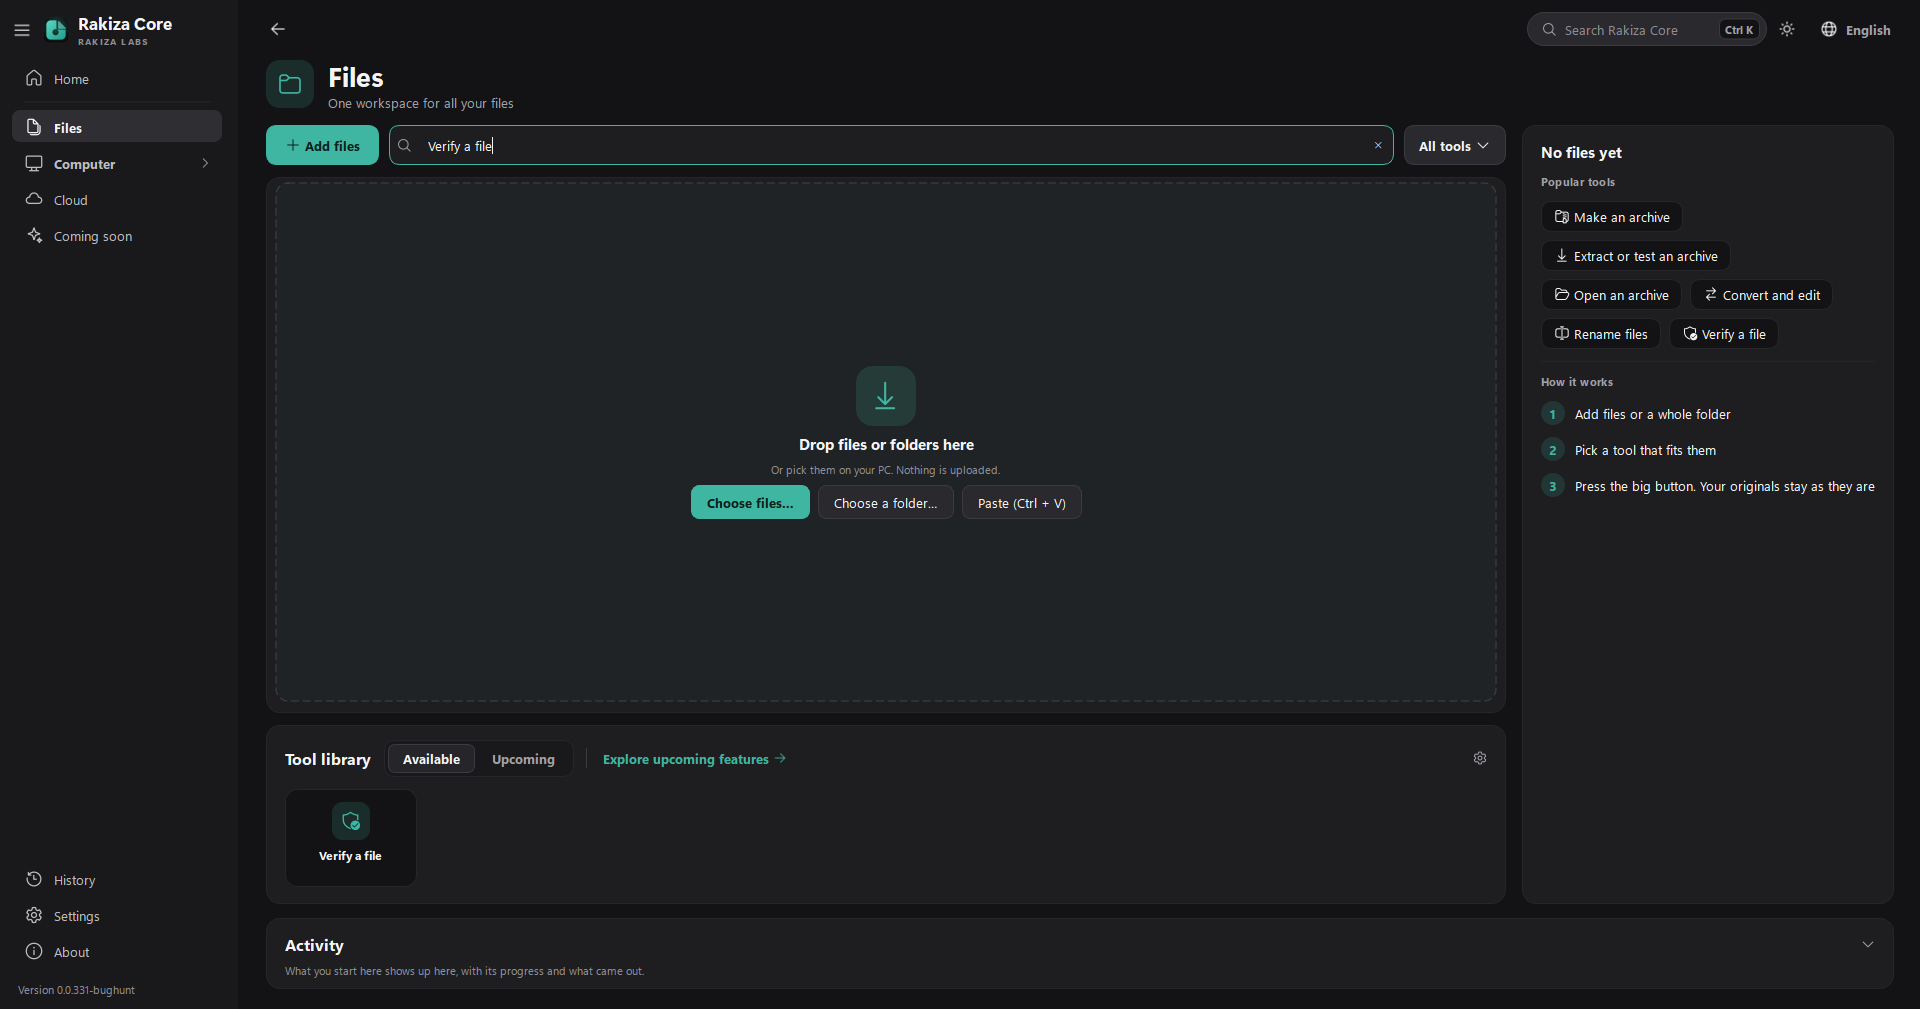 Rakiza Core
RAKIZA LABS
Home
Files
Computer
Cloud
Coming soon
History
Settings
About
Version 0.0.331-bughunt
Search Rakiza Core
Ctrl K
English
Files
One workspace for all your files
Add files
Verify a file
All tools
Drop files or folders here
Or pick them on your PC. Nothing is uploaded.
Choose files...
Choose a folder...
Paste (Ctrl + V)
No files yet
Popular tools
Make an archive
Extract or test an archive
Open an archive
Convert and edit
Rename files
Verify a file
How it works
1 Add files or a whole folder
2 Pick a tool that fits them
3 Press the big button. Your originals stay as they are
Tool library
Available
Upcoming
Explore upcoming features
Verify a file
Activity
What you start here shows up here, with its progress and what came out.